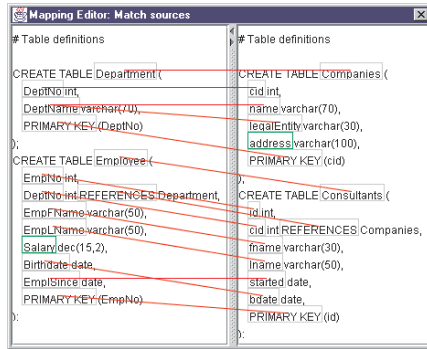 Mapping Editor: Match sources
# Table definitions
CREATE TABLE Department (
DeptNo int,
DeptName varchar(70),
PRIMARY KEY (DeptNo)
);
CREATE TABLE Employee (
EmpNo int,
DeptNo int REFERENCES Department,
EmpFName varchar(50),
EmpLName varchar(50),
Salary dec(15,2),
Birthdate date,
EmplSince date,
PRIMARY KEY (EmpNo)
);
# Table definitions
CREATE TABLE Companies (
cid int,
name varchar(70),
legalEntity varchar(30),
address varchar(100),
PRIMARY KEY (cid)
);
CREATE TABLE Consultants (
id int,
cid int REFERENCES Companies,
fname varchar(30),
lname varchar(50),
started date,
bdate date,
PRIMARY KEY (id)
);